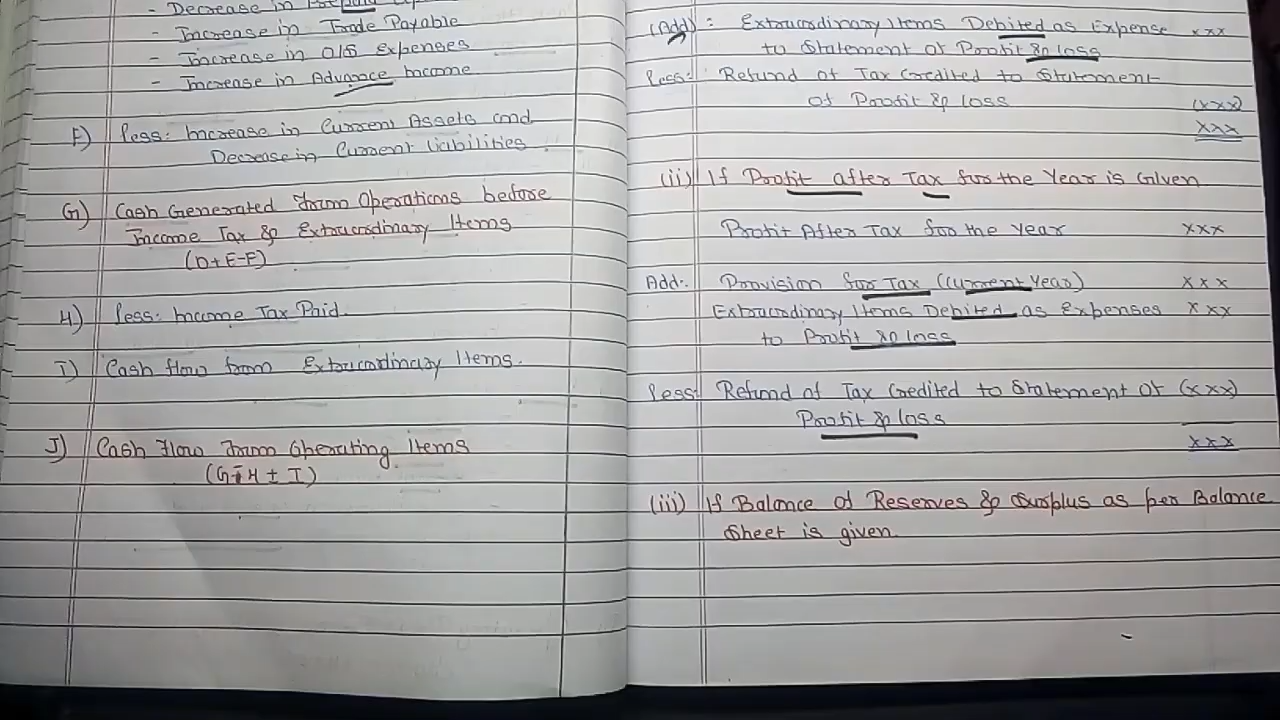 - Decrease in Prepaid
- Increase in Trade Payable
- Increase in O/S Expenses
- Increase in Advance Income
F) Less: Increase in Current Assets and
Decrease in Current Liabilities.
G) Cash Generated from Operations before
Income Tax & Extraordinary Items
(D+E-F)
H) Less: Income Tax Paid.
I) Cash flow from Extraordinary Items.
J) Cash Flow From Operating Items
(G-H ± I)
(Add): Extraordinary Items Debited as Expense xxx
to Statement of Profit & Loss
Less: Refund of Tax Credited to Statement
of Profit & Loss (xxx)
xxx
(ii) If Profit after Tax for the Year is Given
Profit After Tax for the Year xxx
Add:- Provision for Tax (Current Year) xxx
Extraordinary Items Debited as Expenses xxx
to Profit & Loss
Less: Refund of Tax Credited to Statement of (xxx)
Profit & Loss
xxx
(iii) If Balance of Reserves & Surplus as per Balance
Sheet is given.